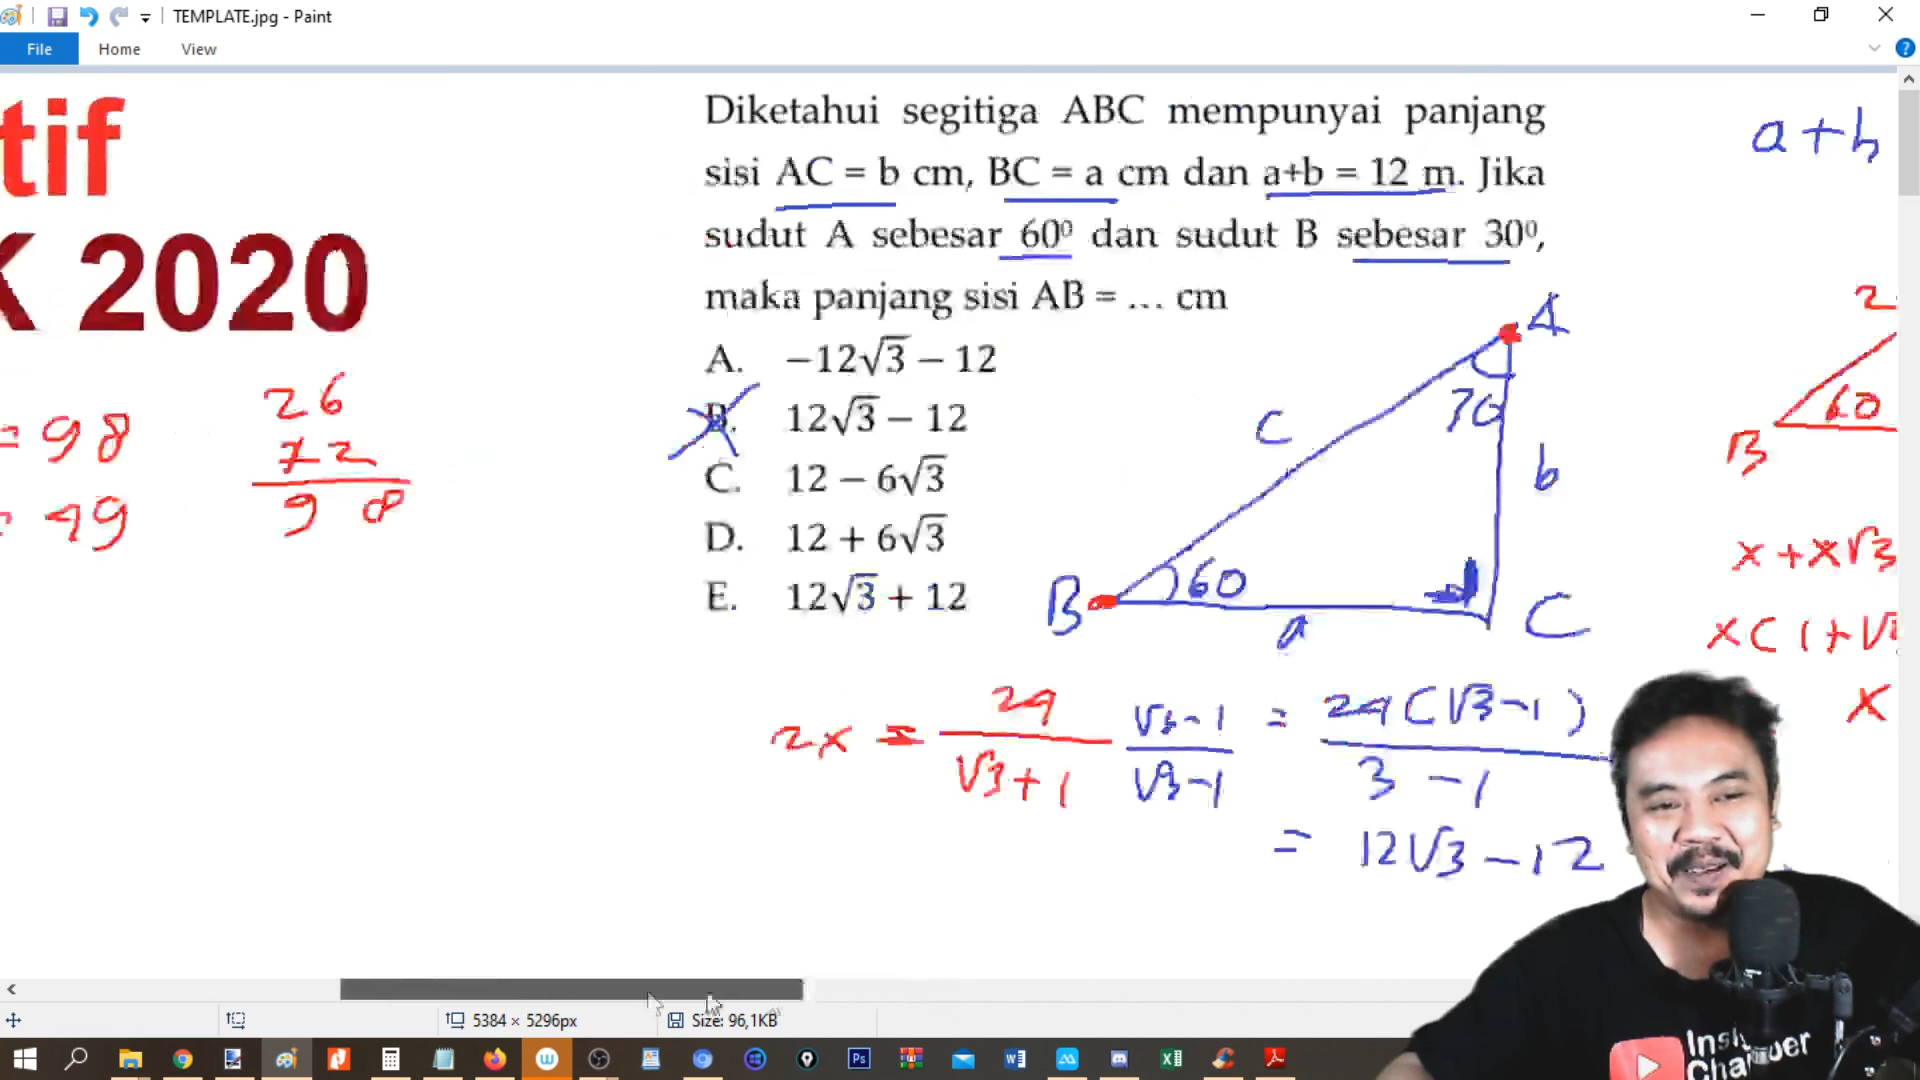 TEMPLATE.jpg - Paint
File Home View
tif
K 2020
= 98
= 49
26
72
98
Diketahui segitiga ABC mempunyai panjang
sisi AC = b cm, BC = a cm dan a+b = 12 m. Jika
sudut A sebesar 60⁰ dan sudut B sebesar 30⁰,
maka panjang sisi AB = ... cm
A. −12√3 − 12
B. 12√3 − 12
C. 12 − 6√3
D. 12 + 6√3
E. 12√3 + 12
A
30
c
b
B
60
a
C
2x = 24/(√3+1) (√3-1)/(√3-1) = 24(√3-1)/(3-1)
= 12√3 - 12
a+b
2
60
B
x + x√3
x(1+√
x
5384 × 5296px
Size: 96,1KB